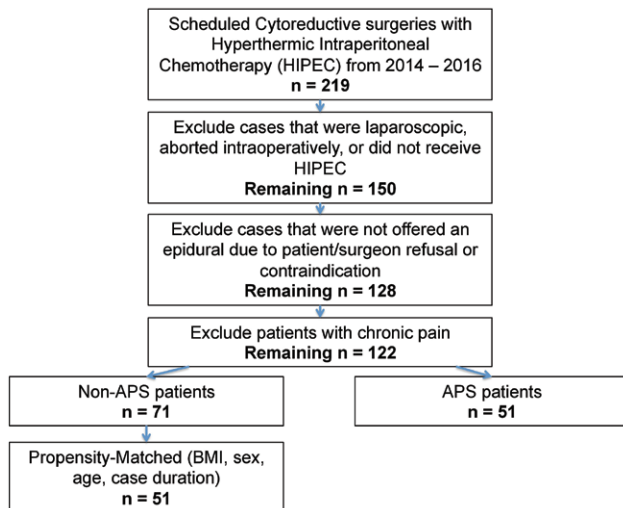 Scheduled Cytoreductive surgeries with
Hyperthermic Intraperitoneal
Chemotherapy (HIPEC) from 2014 – 2016
n = 219
Exclude cases that were laparoscopic,
aborted intraoperatively, or did not receive
HIPEC
Remaining n = 150
Exclude cases that were not offered an
epidural due to patient/surgeon refusal or
contraindication
Remaining n = 128
Exclude patients with chronic pain
Remaining n = 122
Non-APS patients
n = 71
APS patients
n = 51
Propensity-Matched (BMI, sex,
age, case duration)
n = 51